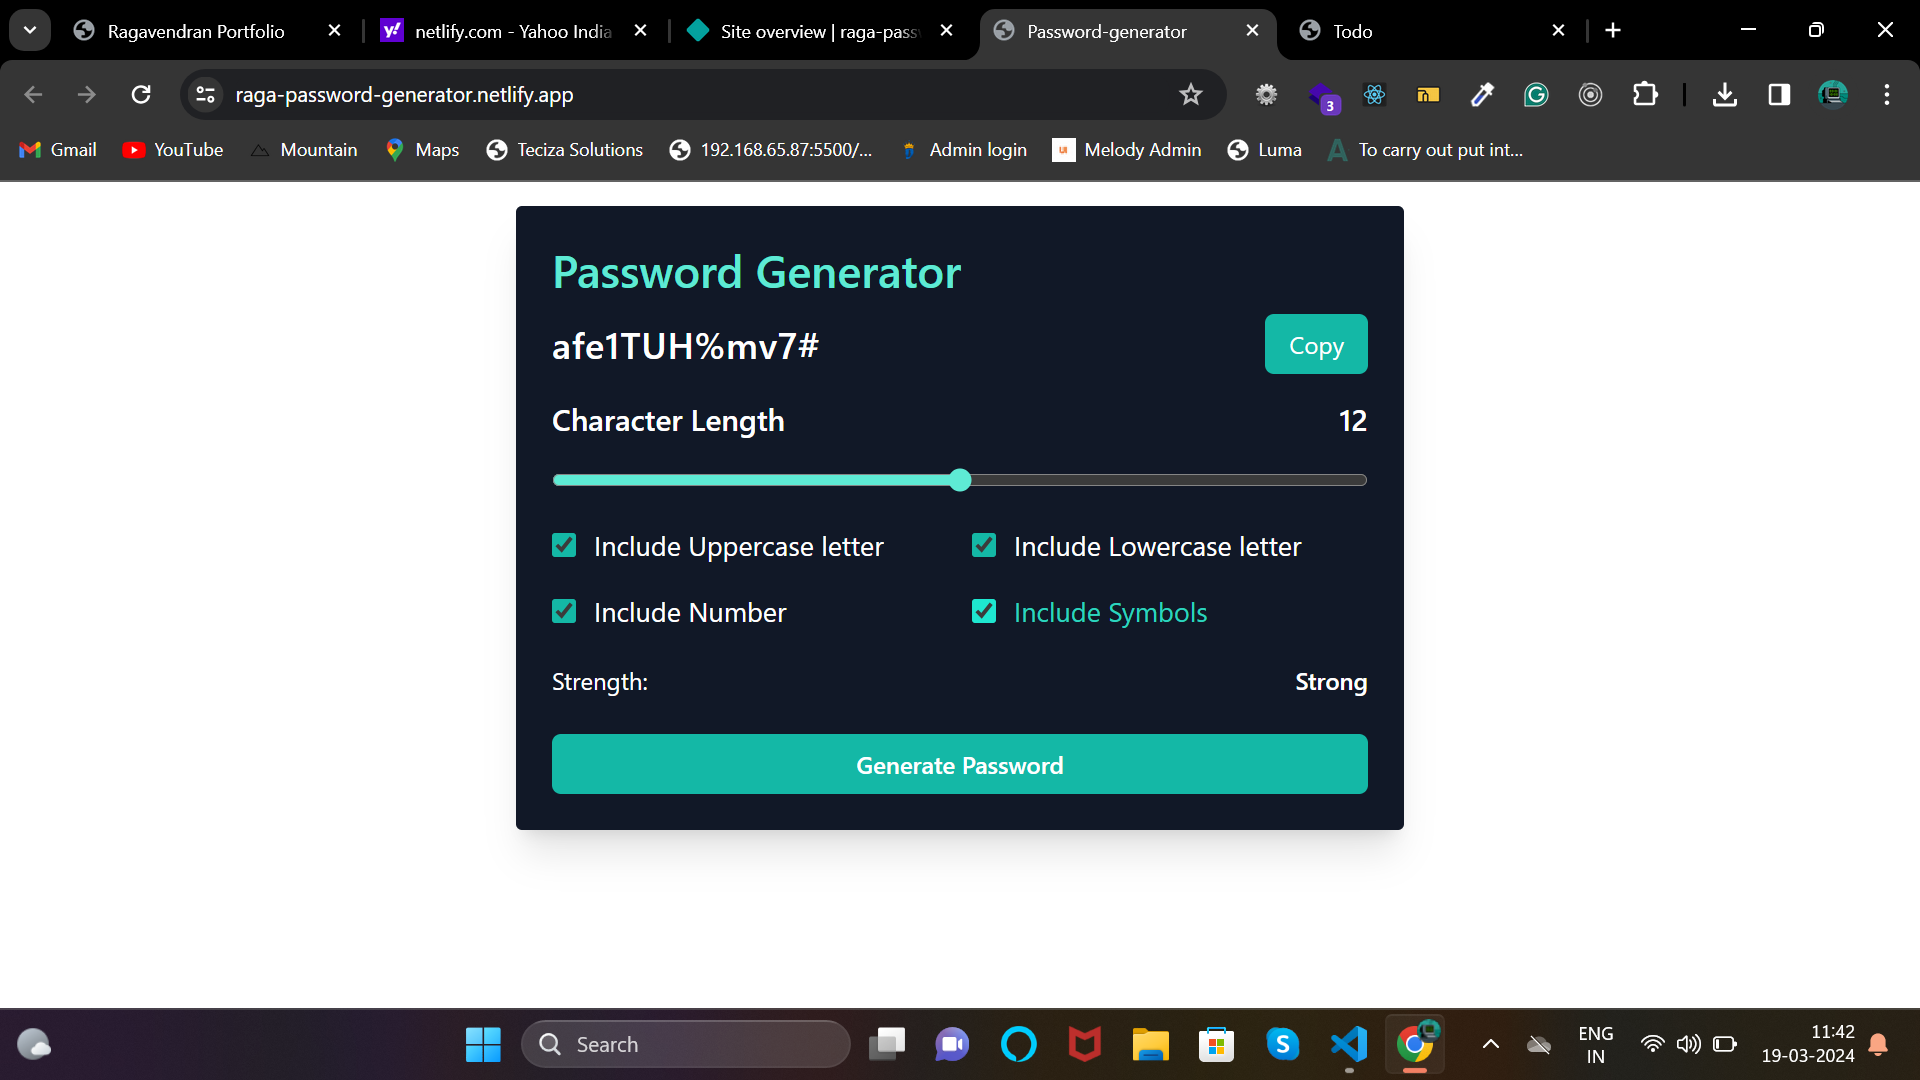 Ragavendran Portfolio
netlify.com - Yahoo India
Site overview | raga-pass
Password-generator
Todo
raga-password-generator.netlify.app
3
Gmail
YouTube
Mountain
Maps
Teciza Solutions
192.168.65.87:5500/...
Admin login
Melody Admin
Luma
To carry out put int...
Password Generator
afe1TUH%mv7#
Copy
Character Length
12
Include Uppercase letter
Include Lowercase letter
Include Number
Include Symbols
Strength:
Strong
Generate Password
Search
ENG
IN
11:42
19-03-2024